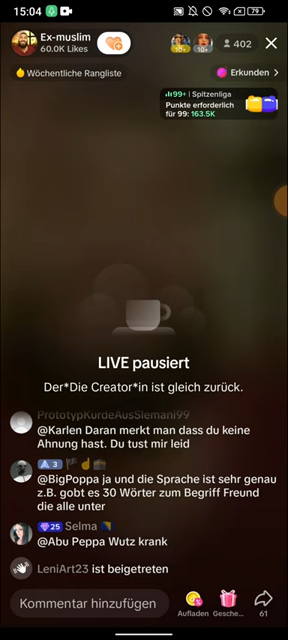 15:04
79
Ex-muslim
60.0K Likes
10+
10+
402
Wöchentliche Rangliste
Erkunden
99+ | Spitzenliga
Punkte erforderlich
für 99: 163.5K
LIVE pausiert
Der*Die Creator*in ist gleich zurück.
PrototypKurdeAusSlemani99
@Karlen Daran merkt man dass du keine
Ahnung hast. Du tust mir leid
3
@BigPoppa ja und die Sprache ist sehr genau
z.B. gobt es 30 Wörter zum Begriff Freund
die alle unter
25 Selma
@Abu Peppa Wutz krank
LeniArt23 ist beigetreten
Kommentar hinzufügen
Aufladen
Gesche...
61